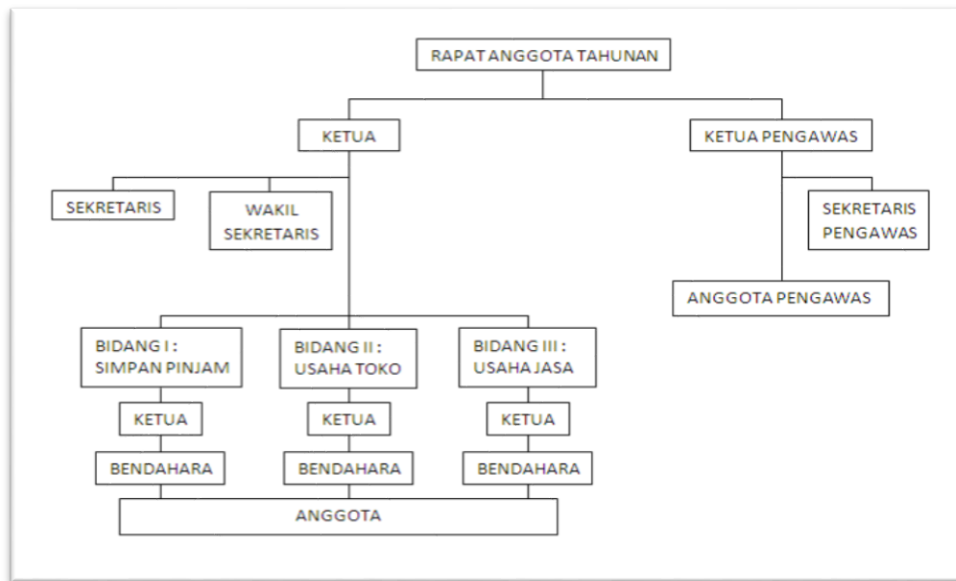 RAPAT ANGGOTA TAHUNAN
KETUA
KETUA PENGAWAS
SEKRETARIS
WAKIL
SEKRETARIS
SEKRETARIS
PENGAWAS
ANGGOTA PENGAWAS
BIDANG I :
SIMPAN PINJAM
BIDANG II :
USAHA TOKO
BIDANG III :
USAHA JASA
KETUA
KETUA
KETUA
BENDAHARA
BENDAHARA
BENDAHARA
ANGGOTA